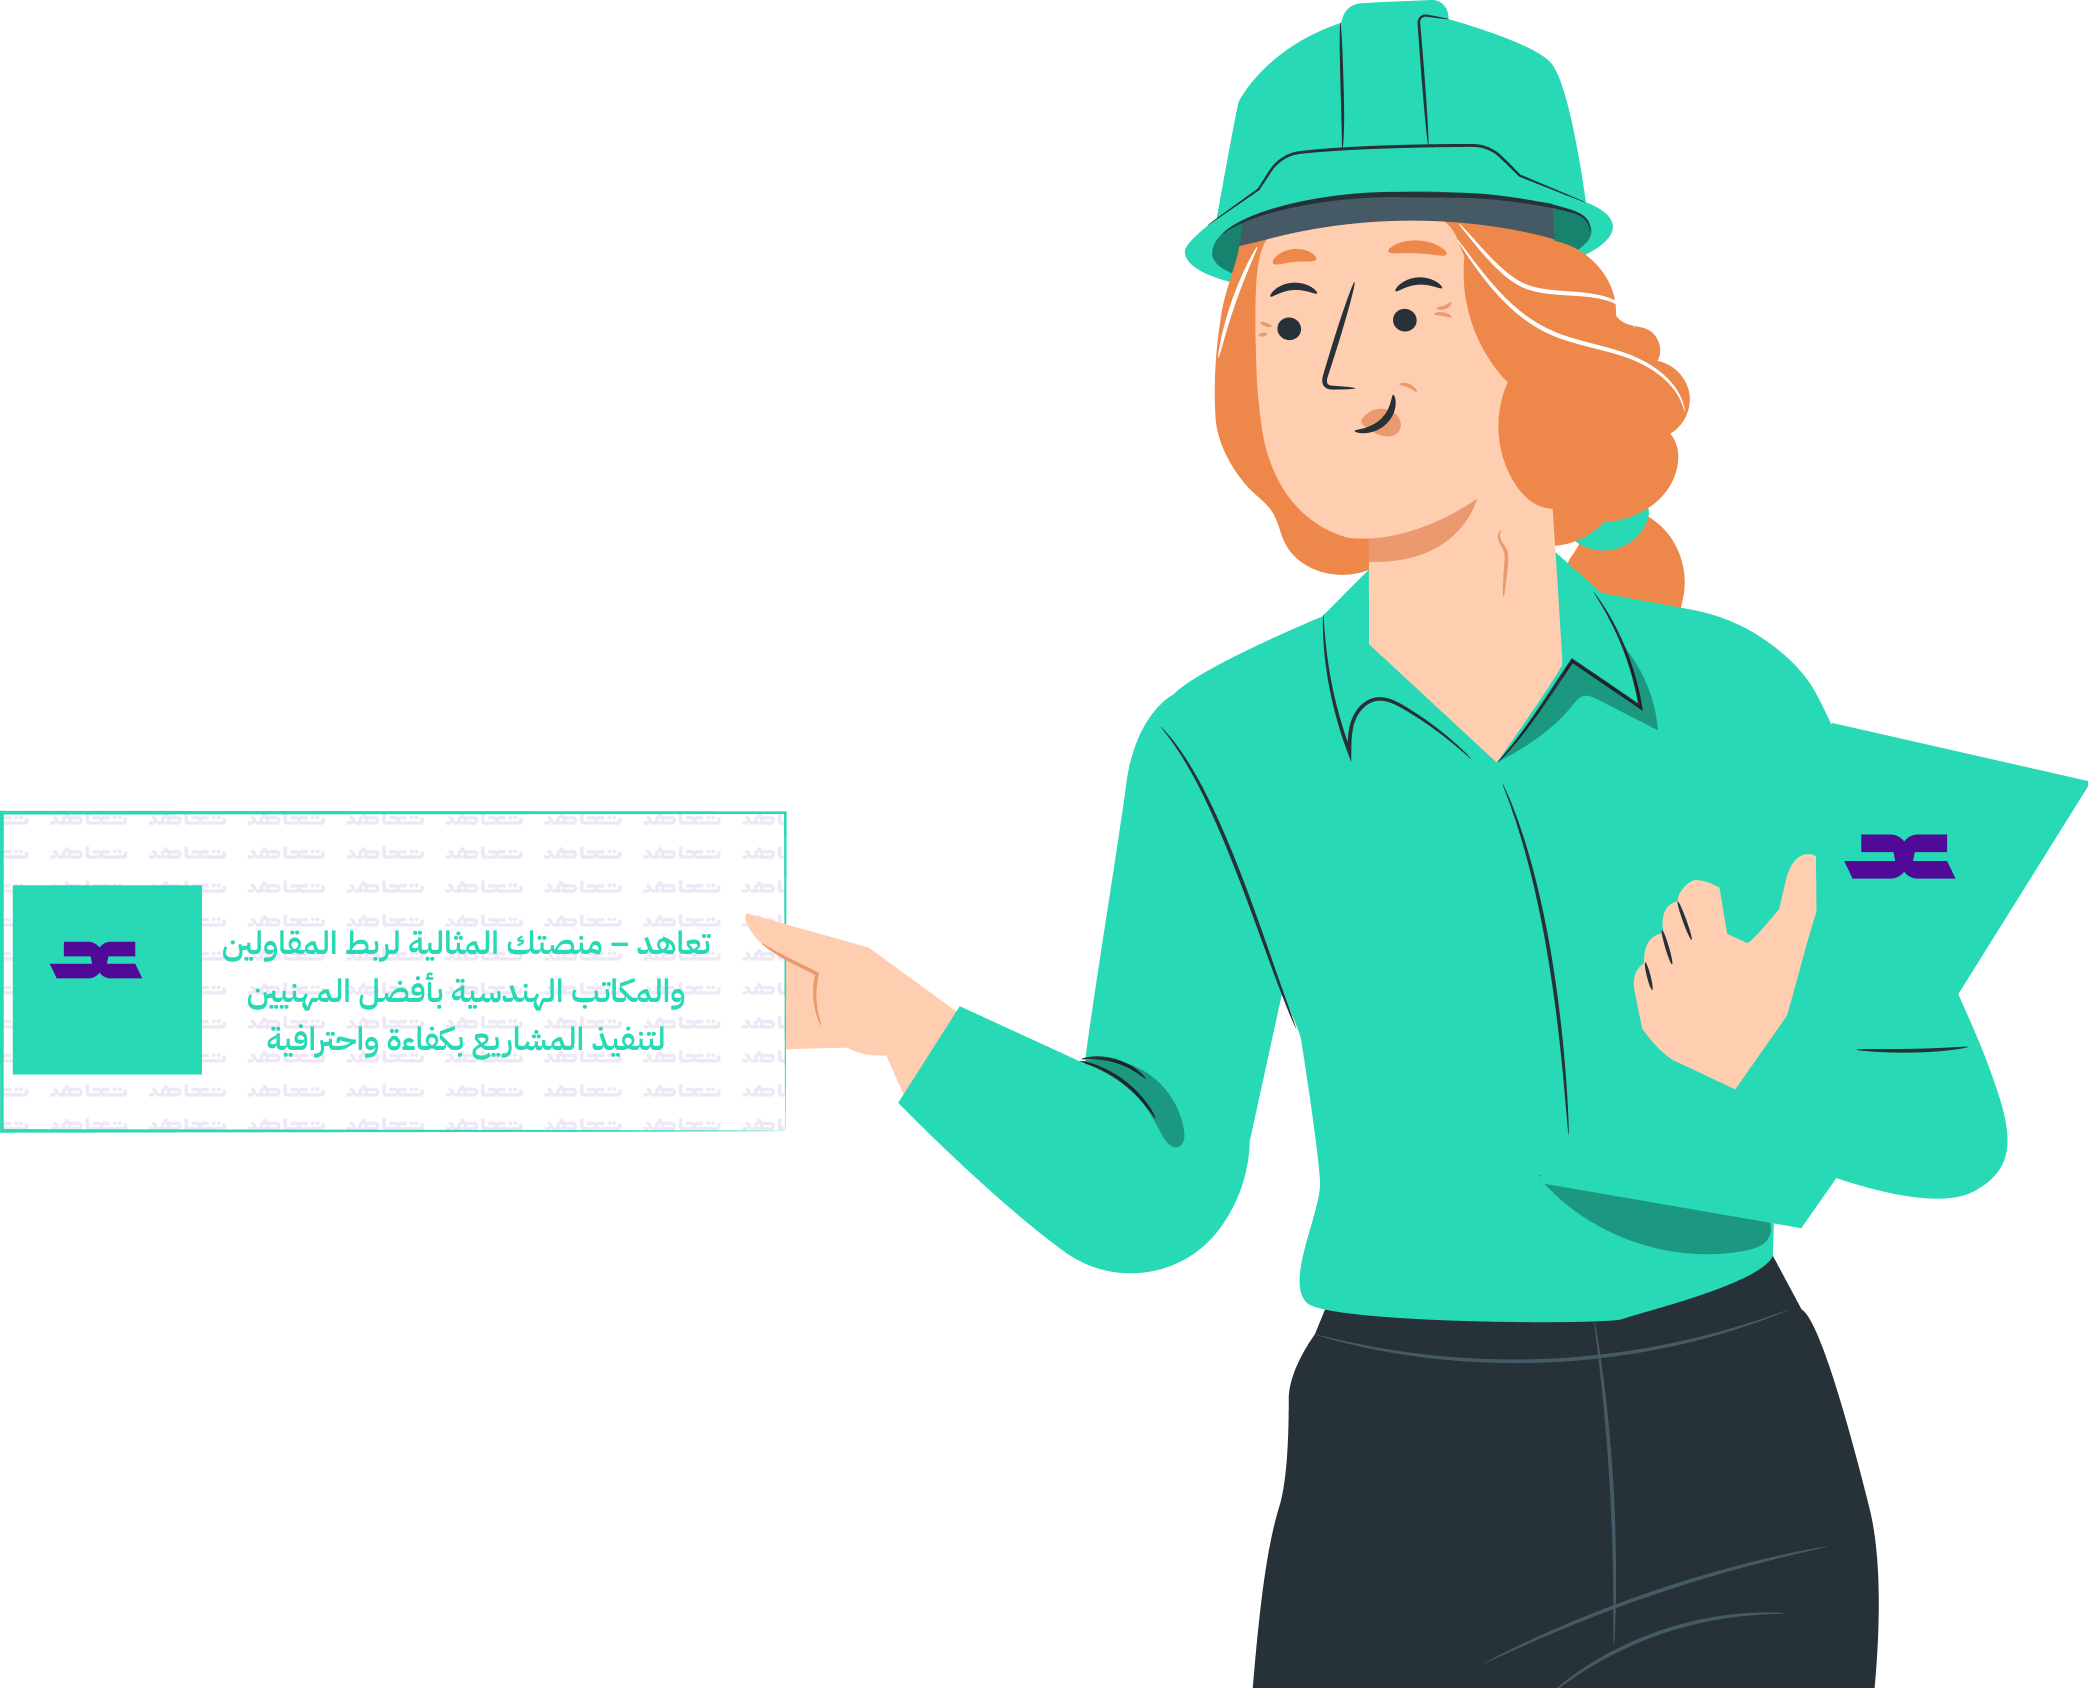 تعاهد – منصتك المثالية لربط المقاولين
والمكاتب الهندسية بأفضل المهنيين
لتنفيذ المشاريع بكفاءة واحترافية